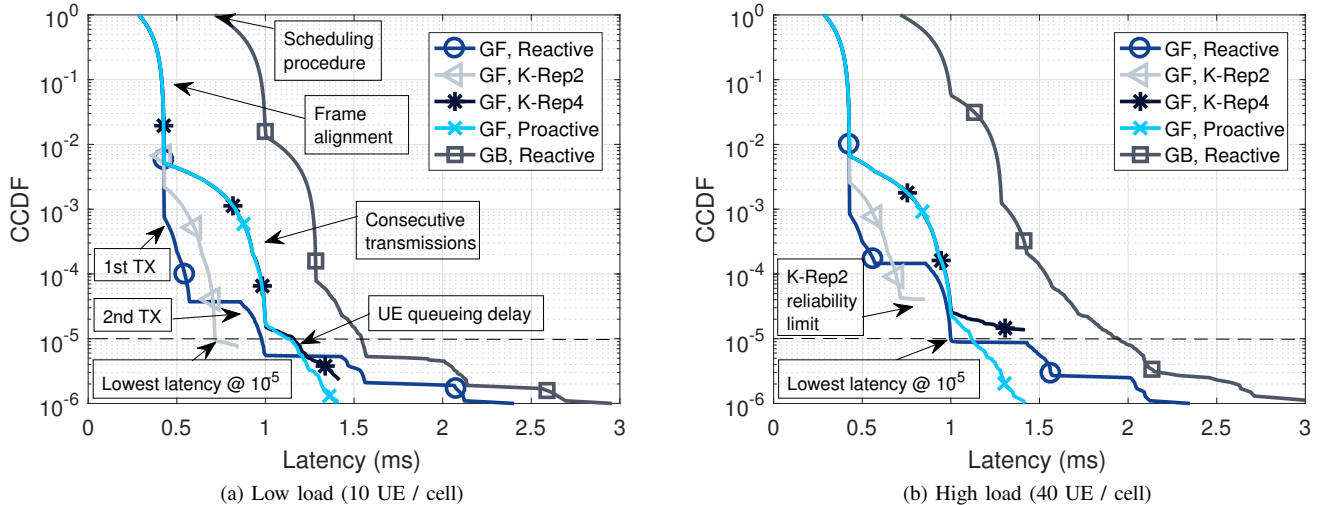 10^0
10^-1
10^-2
10^-3
10^-4
10^-5
10^-6
CCDF
Scheduling
procedure
Frame
alignment
GF, Reactive
GF, K-Rep2
GF, K-Rep4
GF, Proactive
GB, Reactive
Consecutive
transmissions
1st TX
2nd TX
UE queueing delay
Lowest latency @ 10^5
0 0.5 1 1.5 2 2.5 3
Latency (ms)
(a) Low load (10 UE / cell)
10^0
10^-1
10^-2
10^-3
10^-4
10^-5
10^-6
CCDF
GF, Reactive
GF, K-Rep2
GF, K-Rep4
GF, Proactive
GB, Reactive
K-Rep2
reliability
limit
Lowest latency @ 10^5
0 0.5 1 1.5 2 2.5 3
Latency (ms)
(b) High load (40 UE / cell)